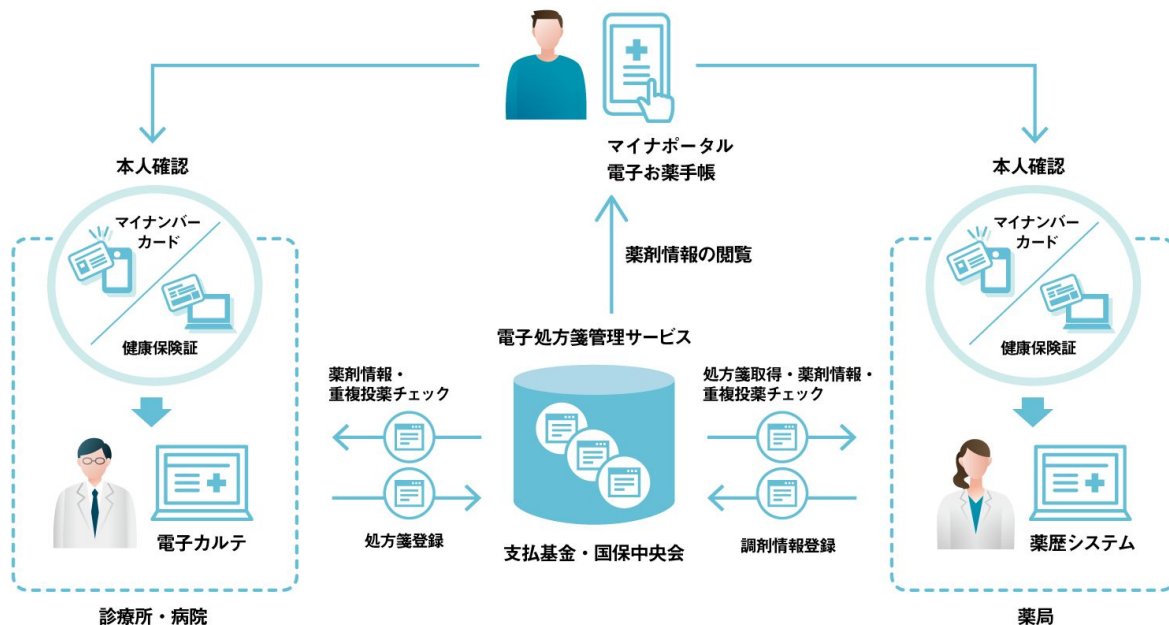 マイナポータル
電子お薬手帳
本人確認
マイナンバー
カード
健康保険証
電子カルテ
診療所・病院
薬剤情報の閲覧
電子処方箋管理サービス
薬剤情報・
重複投薬チェック
処方箋登録
支払基金・国保中央会
処方箋取得・薬剤情報・
重複投薬チェック
調剤情報登録
本人確認
マイナンバー
カード
健康保険証
薬歴システム
薬局